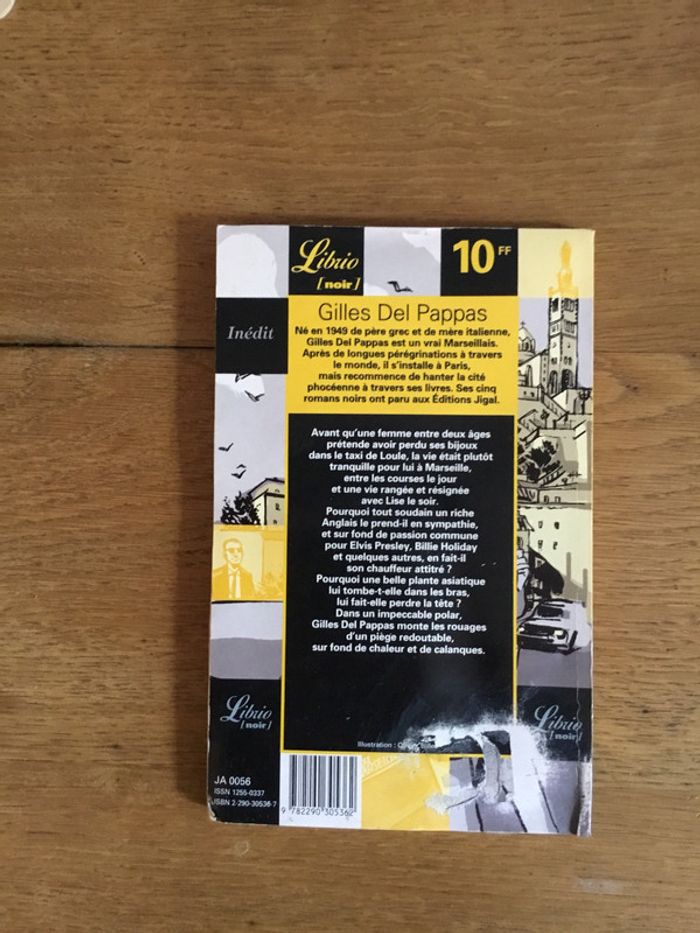 Librio
[noir]
10 FF
Inédit
Gilles Del Pappas
Né en 1949 de père grec et de mère italienne,
Gilles Del Pappas est un vrai Marseillais.
Après de longues pérégrinations à travers
le monde, il s'installe à Paris,
mais recommence de hanter la cité
phocéenne à travers ses livres. Ses cinq
romans noirs ont paru aux Éditions Jigal.
Avant qu'une femme entre deux âges
prétende avoir perdu ses bijoux
dans le taxi de Loule, la vie était plutôt
tranquille pour lui à Marseille,
entre les courses le jour
et une vie rangée et résignée
avec Lise le soir.
Pourquoi tout soudain un riche
Anglais le prend-il en sympathie,
et sur fond de passion commune
pour Elvis Presley, Billie Holiday
et quelques autres, en fait-il
son chauffeur attitré ?
Pourquoi une belle plante asiatique
lui tombe-t-elle dans les bras,
lui fait-elle perdre la tête ?
Dans un impeccable polar,
Gilles Del Pappas monte les rouages
d'un piège redoutable,
sur fond de chaleur et de calanques.
Librio
[noir]
Librio
[noir]
Illustration :
JA 0056
ISSN 1255-0337
ISBN 2-290-30536-7
9 782290 305362